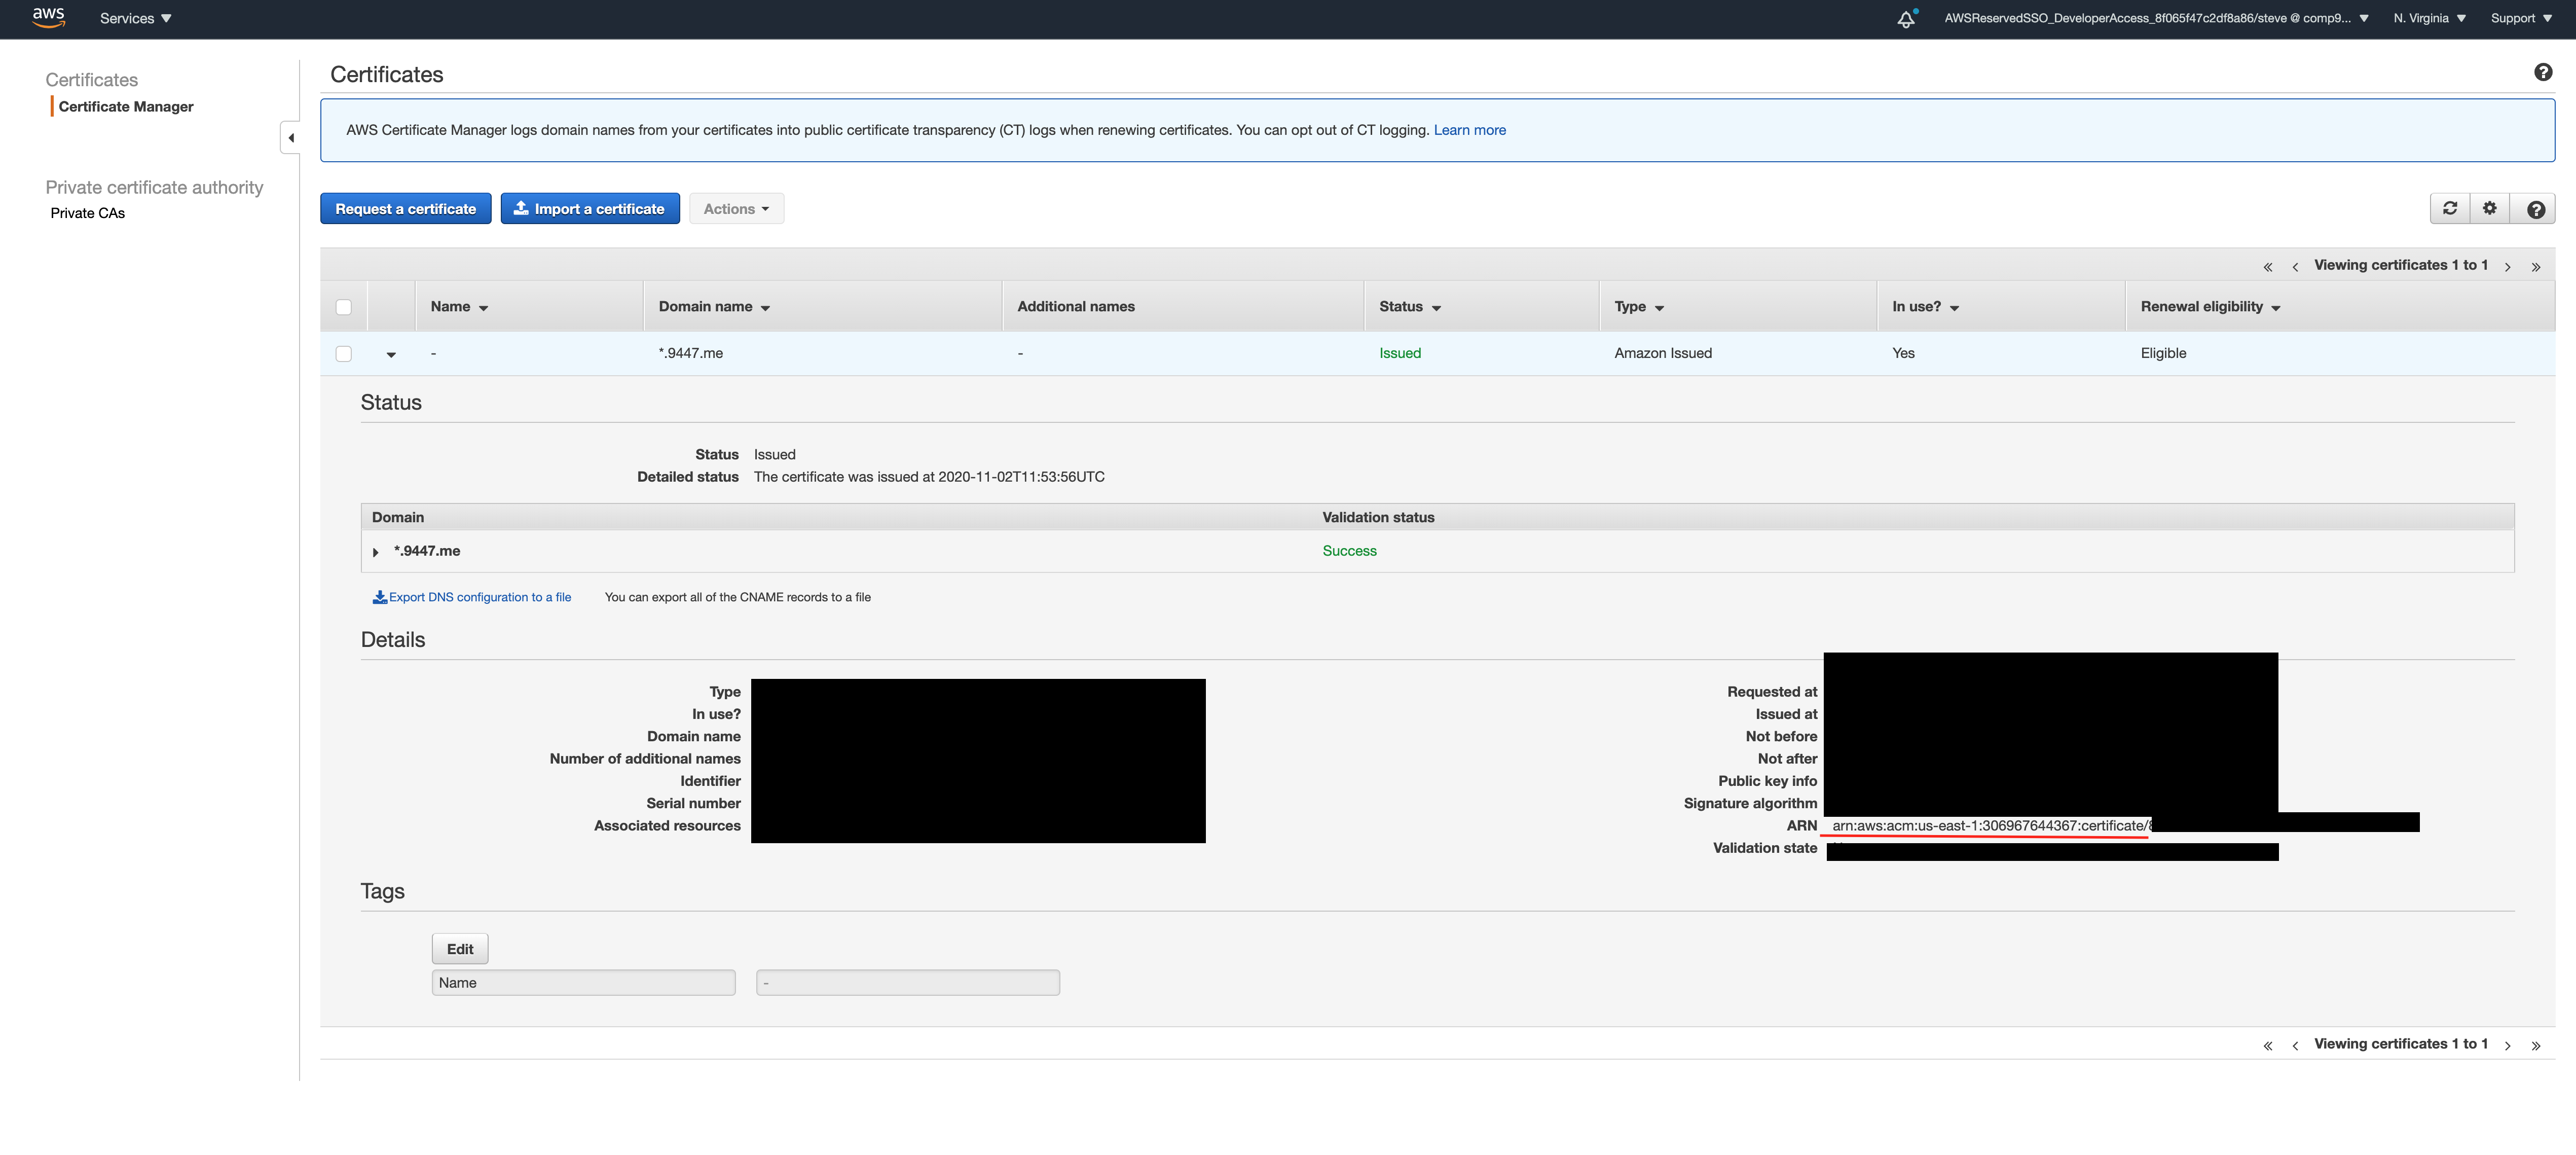 aws Services AWSReservedSSO_DeveloperAccess_8f065f47c2df8a86/steve @ comp9... N. Virginia Support
Certificates
Certificate Manager
Private certificate authority
Private CAs
Certificates
AWS Certificate Manager logs domain names from your certificates into public certificate transparency (CT) logs when renewing certificates. You can opt out of CT logging. Learn more
Request a certificate Import a certificate Actions
« ‹ Viewing certificates 1 to 1 › »
Name Domain name Additional names Status Type In use? Renewal eligibility
- *.9447.me - Issued Amazon Issued Yes Eligible
Status
Status Issued
Detailed status The certificate was issued at 2020-11-02T11:53:56UTC
Domain Validation status
*.9447.me Success
Export DNS configuration to a file You can export all of the CNAME records to a file
Details
Type
In use?
Domain name
Number of additional names
Identifier
Serial number
Associated resources
Requested at
Issued at
Not before
Not after
Public key info
Signature algorithm
ARN arn:aws:acm:us-east-1:306967644367:certificate/
Validation state
Tags
Edit
Name -
« ‹ Viewing certificates 1 to 1 › »